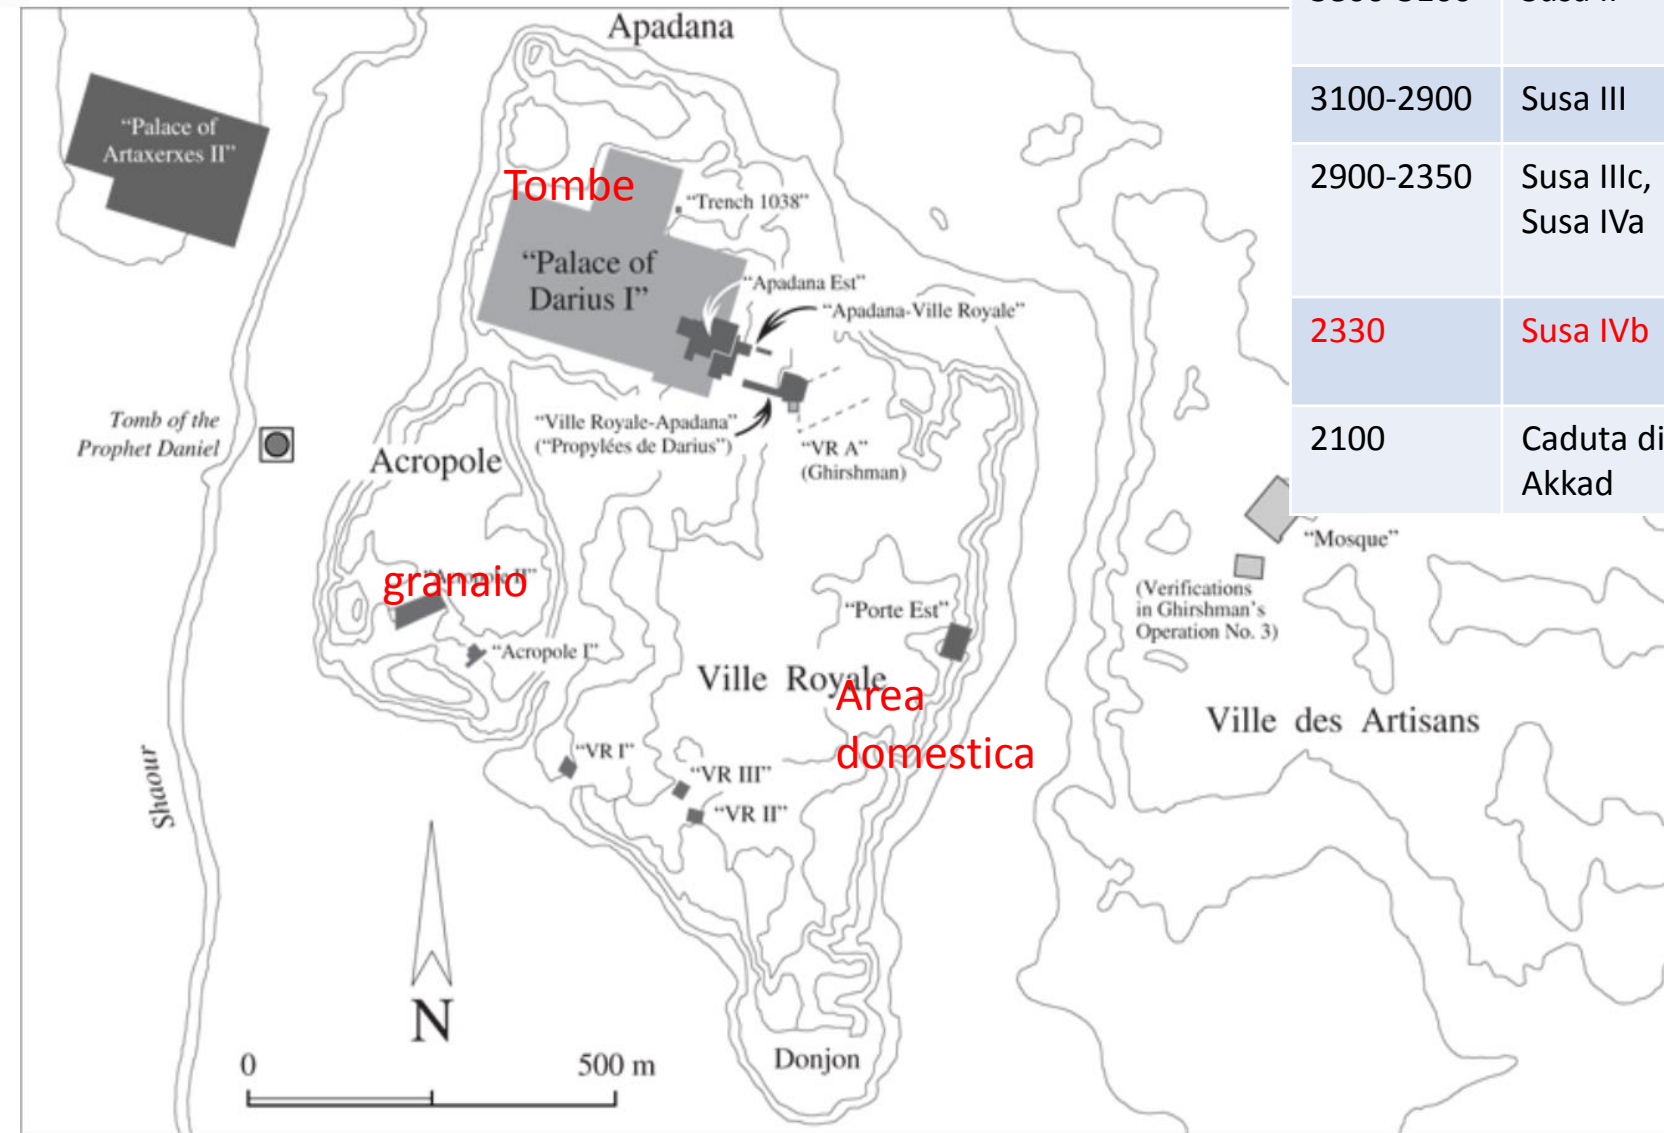 Apadana
"Palace of
Artaxerxes II"
Tombe
"Trench 1038"
"Palace of
Darius I"
"Apadana Est"
"Apadana-Ville Royale"
Tomb of the
Prophet Daniel
Acropole
"Ville Royale-Apadana"
("Propylées de Darius")
"VR A"
(Ghirshman)
granaio
"Acropole II"
"Acropole I"
"Porte Est"
Ville Royale
Area
domestica
"VR I"
"VR III"
"VR II"
Shaour
N
0 500 m
Donjon
"Mosque"
(Verifications
in Ghirshman's
Operation No. 3)
Ville des Artisans
3100-2900 Susa III
2900-2350 Susa IIIc,
Susa IVa
2330 Susa IVb
2100 Caduta di
Akkad